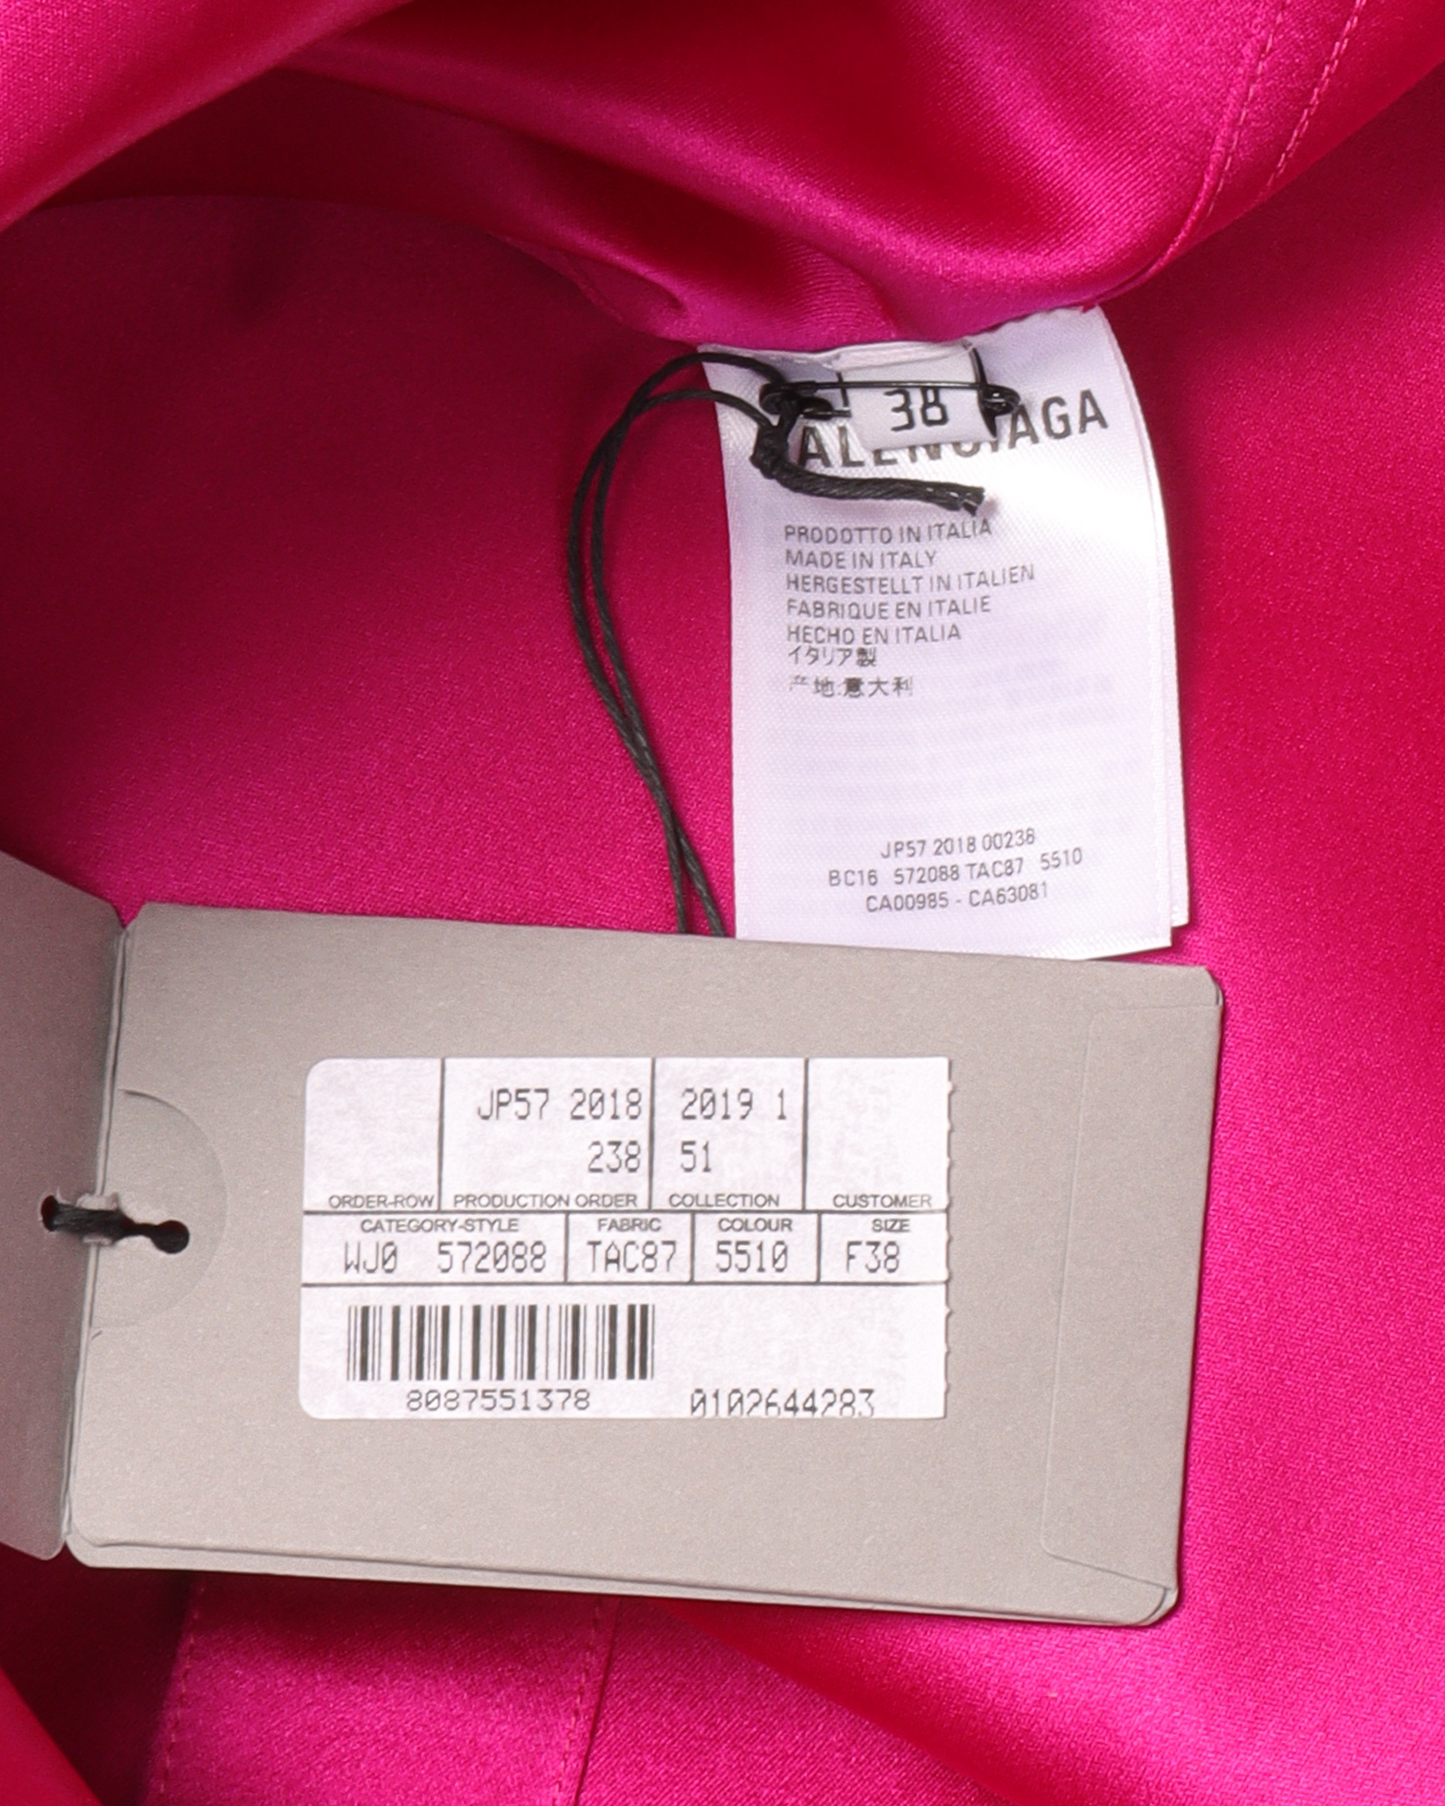 38
BALENCIAGA
PRODOTTO IN ITALIA
MADE IN ITALY
HERGESTELLT IN ITALIEN
FABRIQUE EN ITALIE
HECHO EN ITALIA
イタリア製
产地:意大利
JP57 2018 00238
BC16 572088 TAC87 5510
CA00985 - CA63081
JP57 2018 2019 1
238 51
ORDER-ROW PRODUCTION ORDER COLLECTION CUSTOMER
CATEGORY-STYLE FABRIC COLOUR SIZE
WJ0 572088 TAC87 5510 F38
8087551378 0102644283